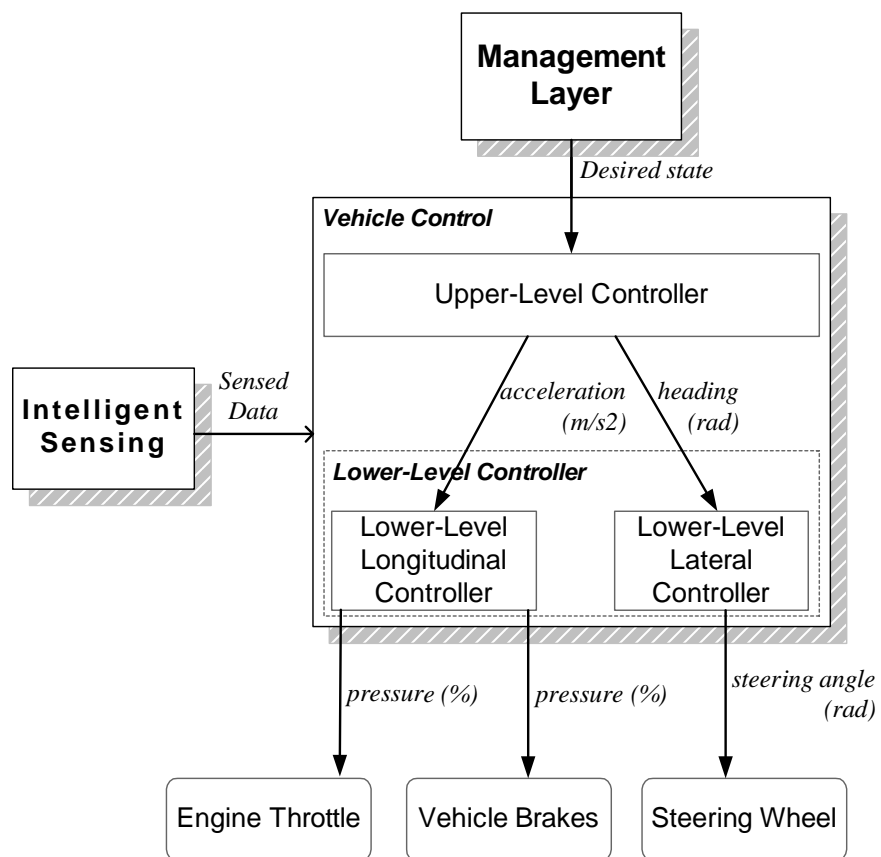 Management
Layer
Desired state
Vehicle Control
Upper-Level Controller
Intelligent
Sensing
Sensed
Data
acceleration
(m/s2)
heading
(rad)
Lower-Level Controller
Lower-Level
Longitudinal
Controller
Lower-Level
Lateral
Controller
pressure (%)
pressure (%)
steering angle
(rad)
Engine Throttle
Vehicle Brakes
Steering Wheel